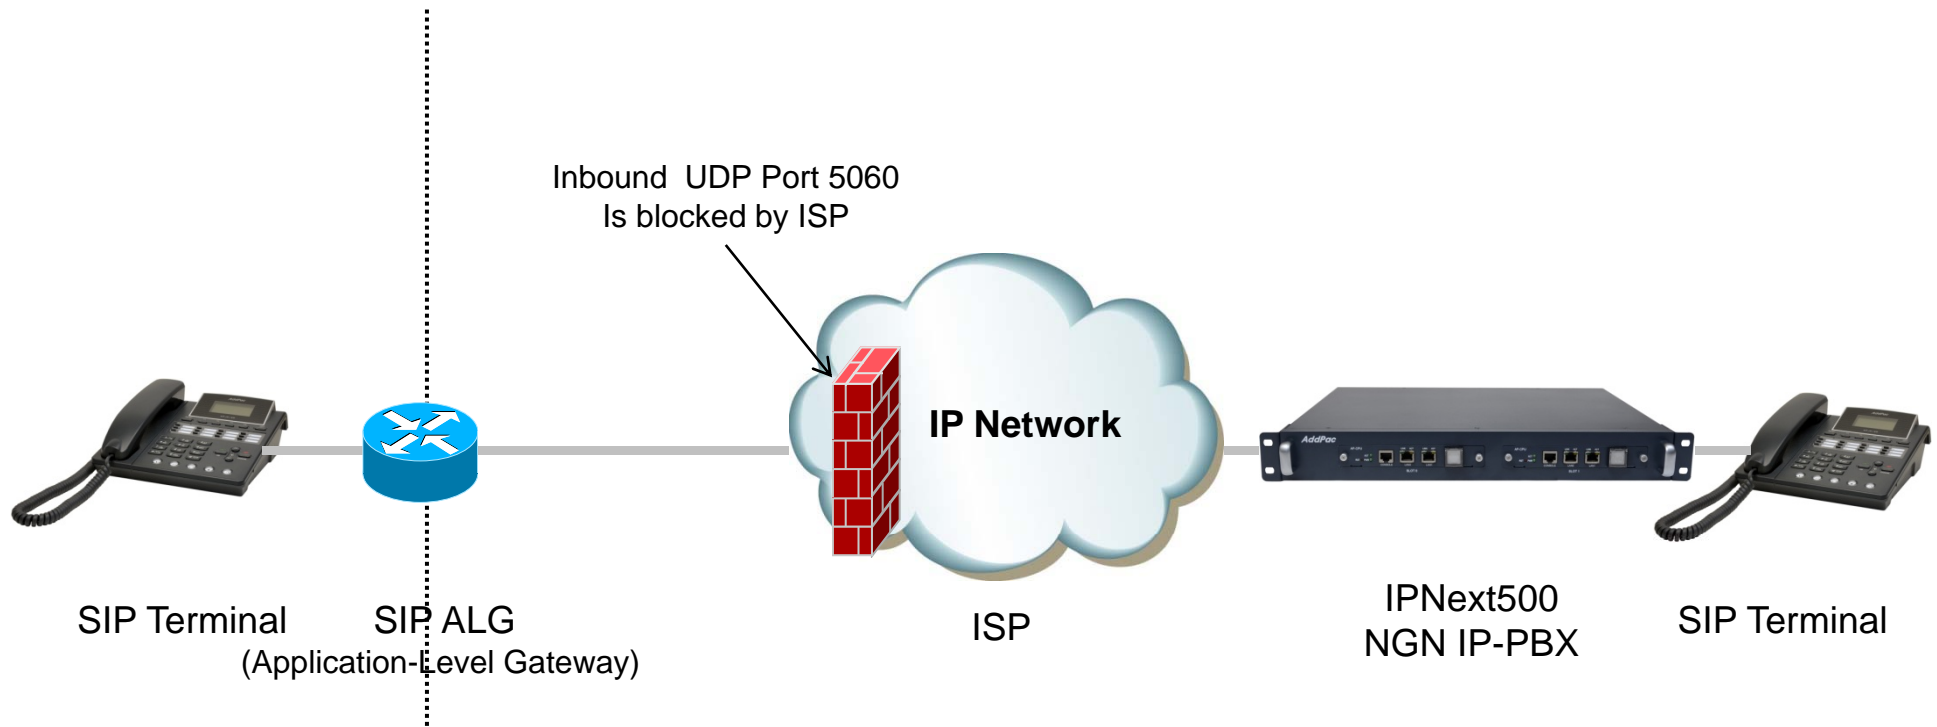 Inbound UDP Port 5060
Is blocked by ISP
IP Network
AddPac
SIP Terminal
SIP ALG
(Application-Level Gateway)
ISP
IPNext500
NGN IP-PBX
SIP Terminal